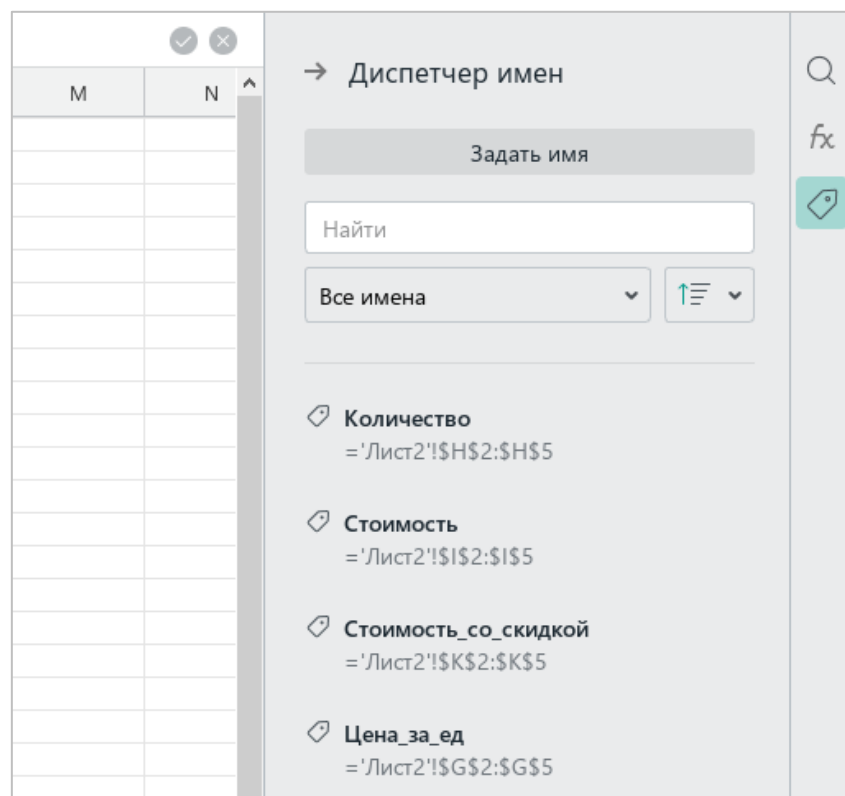 Диспетчер имен
M N
Задать имя
fx
Найти
Все имена
Количество
='Лист2'!$H$2:$H$5
Стоимость
='Лист2'!$I$2:$I$5
Стоимость_со_скидкой
='Лист2'!$K$2:$K$5
Цена_за_ед
='Лист2'!$G$2:$G$5